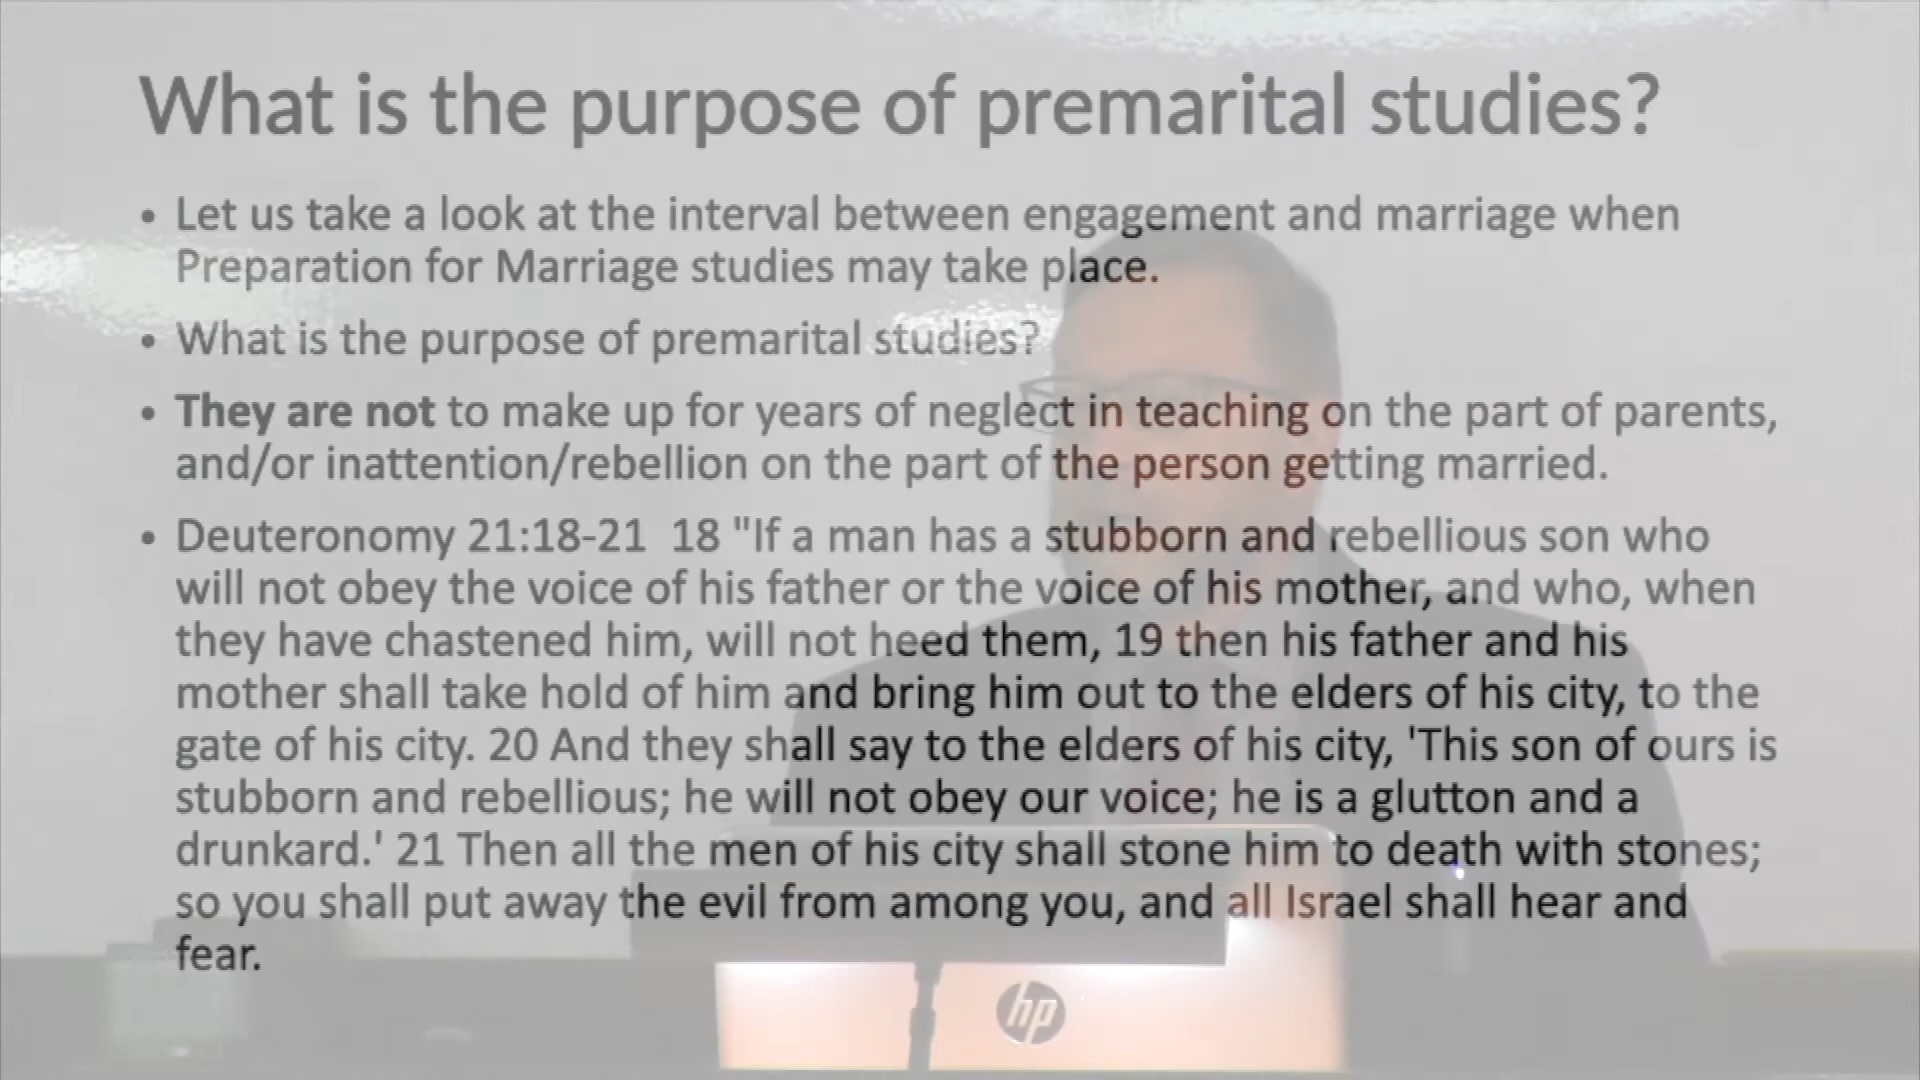 What is the purpose of premarital studies?
• Let us take a look at the interval between engagement and marriage when
Preparation for Marriage studies may take place.
• What is the purpose of premarital studies?
• They are not to make up for years of neglect in teaching on the part of parents,
and/or inattention/rebellion on the part of the person getting married.
• Deuteronomy 21:18-21  18 "If a man has a stubborn and rebellious son who
will not obey the voice of his father or the voice of his mother, and who, when
they have chastened him, will not heed them, 19 then his father and his
mother shall take hold of him and bring him out to the elders of his city, to the
gate of his city. 20 And they shall say to the elders of his city, 'This son of ours is
stubborn and rebellious; he will not obey our voice; he is a glutton and a
drunkard.' 21 Then all the men of his city shall stone him to death with stones;
so you shall put away the evil from among you, and all Israel shall hear and
fear.
hp